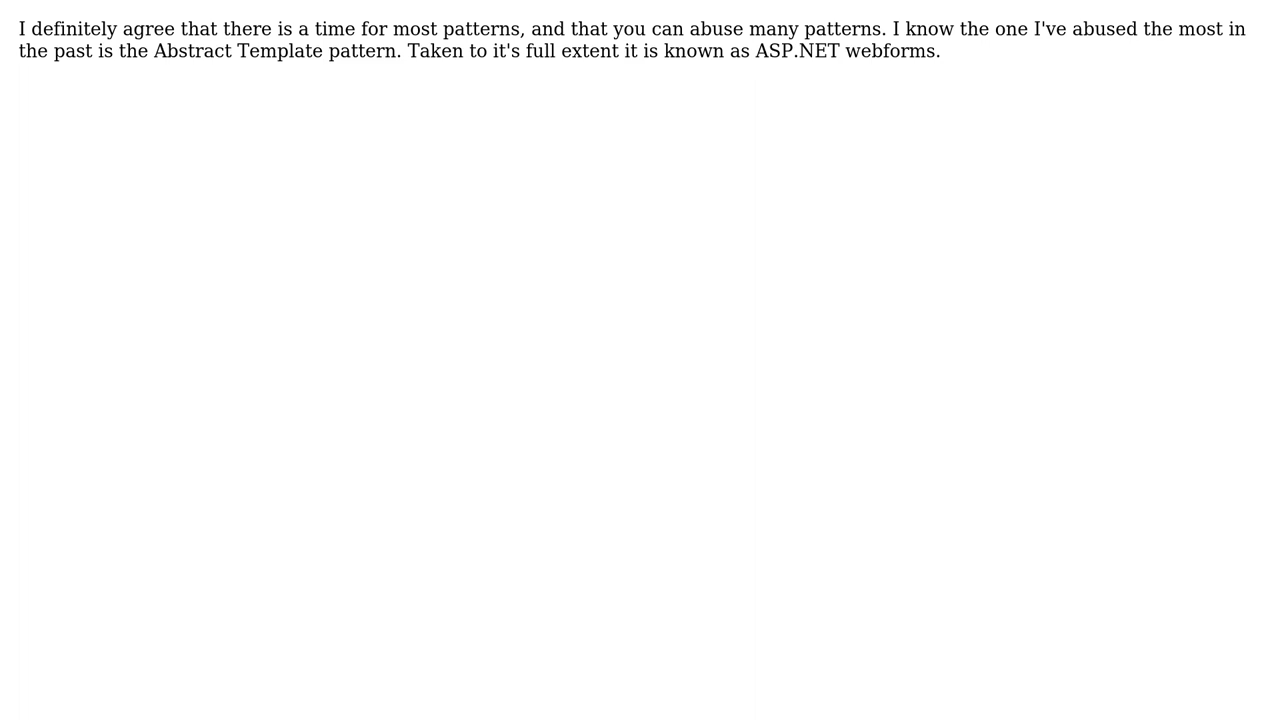 I definitely agree that there is a time for most patterns, and that you can abuse many patterns. I know the one I've abused the most in
the past is the Abstract Template pattern. Taken to it's full extent it is known as ASP.NET webforms.